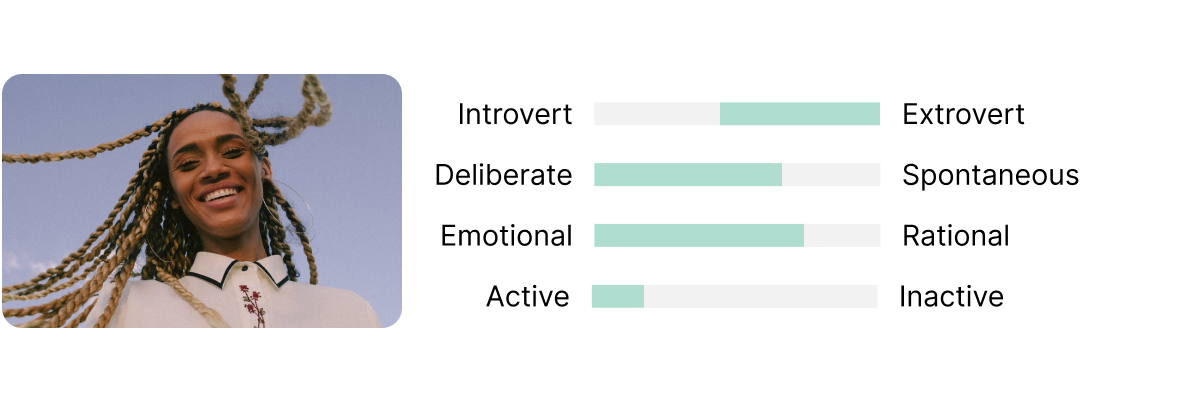 Introvert Extrovert
Deliberate Spontaneous
Emotional Rational
Active Inactive